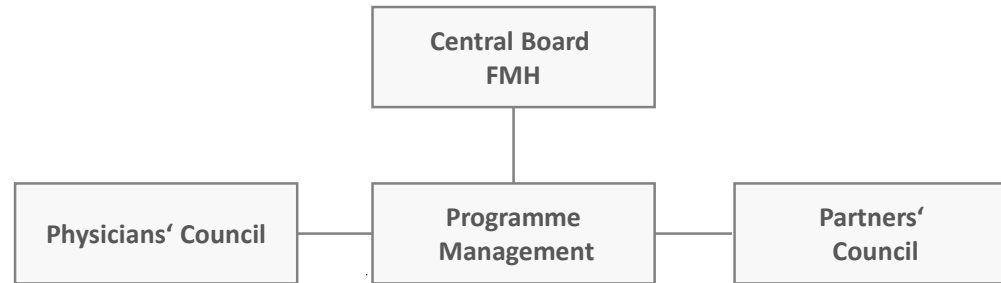 Central Board
FMH
Physicians‘ Council
Programme
Management
Partners‘
Council